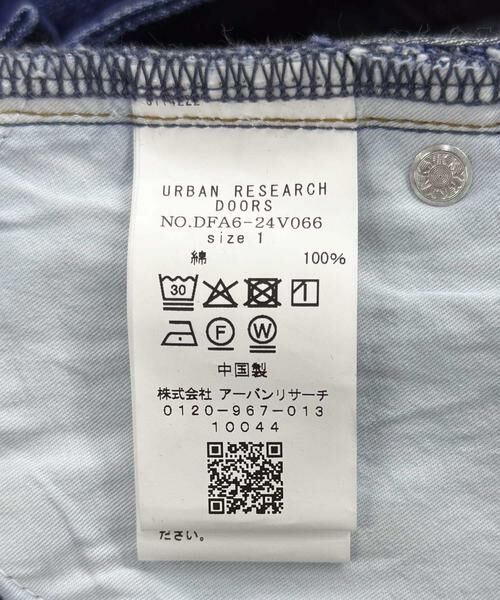 URBAN RESEARCH
DOORS
NO.DFA6-24V066
size 1
綿 100%
30
F W
中国製
株式会社 アーバンリサーチ
0120-967-013
10044
ださい。